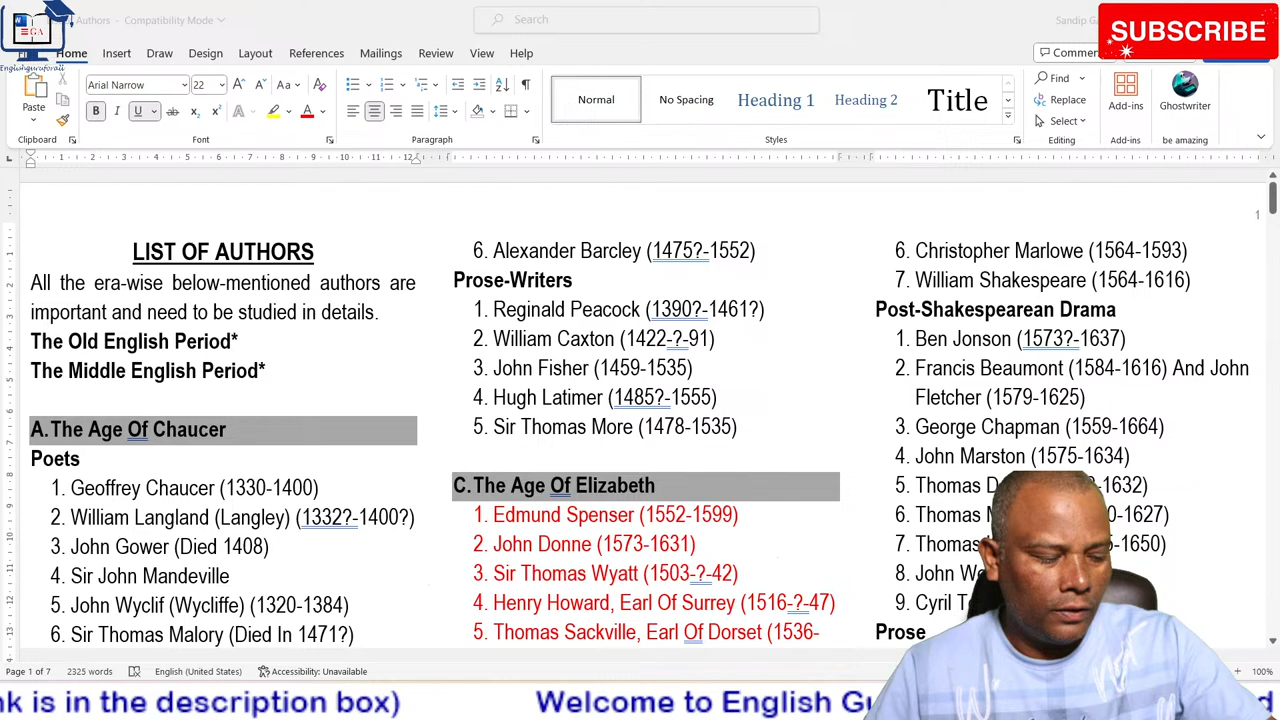 Authors - Compatibility Mode
Search
Sandip
SUBSCRIBE
GA
Englishguruforall
Home Insert Draw Design Layout References Mailings Review View Help
Paste
Clipboard
Arial Narrow 22
Font
Paragraph
Normal
No Spacing
Heading 1
Heading 2
Title
Styles
Find
Replace
Select
Editing
Add-ins
Add-ins
Ghostwriter
be amazing
1
LIST OF AUTHORS
All the era-wise below-mentioned authors are
important and need to be studied in details.
The Old English Period*
The Middle English Period*
A.The Age Of Chaucer
Poets
1. Geoffrey Chaucer (1330-1400)
2. William Langland (Langley) (1332?-1400?)
3. John Gower (Died 1408)
4. Sir John Mandeville
5. John Wyclif (Wycliffe) (1320-1384)
6. Sir Thomas Malory (Died In 1471?)
6. Alexander Barcley (1475?-1552)
Prose-Writers
1. Reginald Peacock (1390?-1461?)
2. William Caxton (1422-?-91)
3. John Fisher (1459-1535)
4. Hugh Latimer (1485?-1555)
5. Sir Thomas More (1478-1535)
C.The Age Of Elizabeth
1. Edmund Spenser (1552-1599)
2. John Donne (1573-1631)
3. Sir Thomas Wyatt (1503-?-42)
4. Henry Howard, Earl Of Surrey (1516-?-47)
5. Thomas Sackville, Earl Of Dorset (1536-
6. Christopher Marlowe (1564-1593)
7. William Shakespeare (1564-1616)
Post-Shakespearean Drama
1. Ben Jonson (1573?-1637)
2. Francis Beaumont (1584-1616) And John
Fletcher (1579-1625)
3. George Chapman (1559-1664)
4. John Marston (1575-1634)
5. Thomas -1632)
6. Thomas -1627)
7. Thomas -1650)
8. John
9. Cyril
Prose
Page 1 of 7 2325 words English (United States) Accessibility: Unavailable 100%
is in the description box) Welcome to English